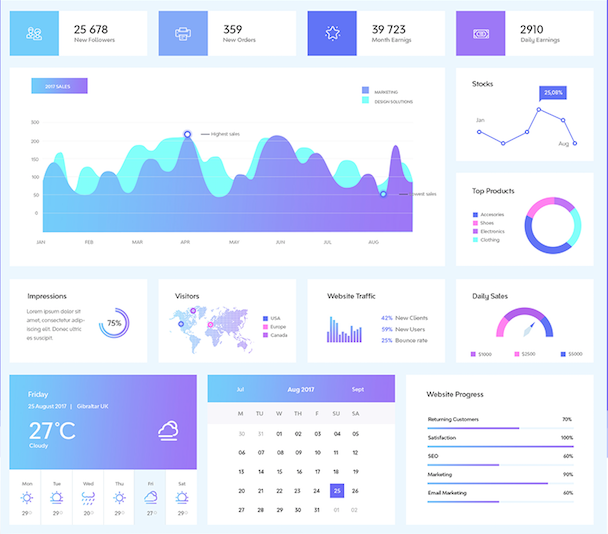 25 678
New Followers
359
New Orders
39 723
Month Earnigs
2910
Daily Earnings
2017 SALES
MARKETING
DESIGN SOLUTIONS
Highest sales
sales
300
200
150
100
50
0
JAN
FEB
MAR
APR
MAY
JUN
JUL
AUG
Stocks
25,08%
Jan
Aug
Top Products
Accesories
Shoes
Electronics
Clothing
Impressions
Lorem ipsum dolor sit
amet, consectetur adip-
isicing elit. Donec ultric
es suscipit.
75%
Visitors
USA
Europe
Canada
Website Traffic
42% New Clients
59% New Users
25% Bounce rate
Daily Sales
$1000
$2500
$5000
Friday
25 August 2017 | Gibraltar UK
27°C
Cloudy
Mon Tue Wed Thu Fri Sat
29° 29° 20° 29° 27° 29°
Jul Aug 2017 Sept
M TU W TH FR SA SU
30 31 01 02 03 04 05
06 07 08 09 10 11 12
13 14 15 16 17 18 19
20 21 22 23 24 25 26
27 28 29 30 31 01 02
Website Progress
Returning Customers 70%
Satisfaction 100%
SEO 60%
Marketing 90%
Email Marketing 60%